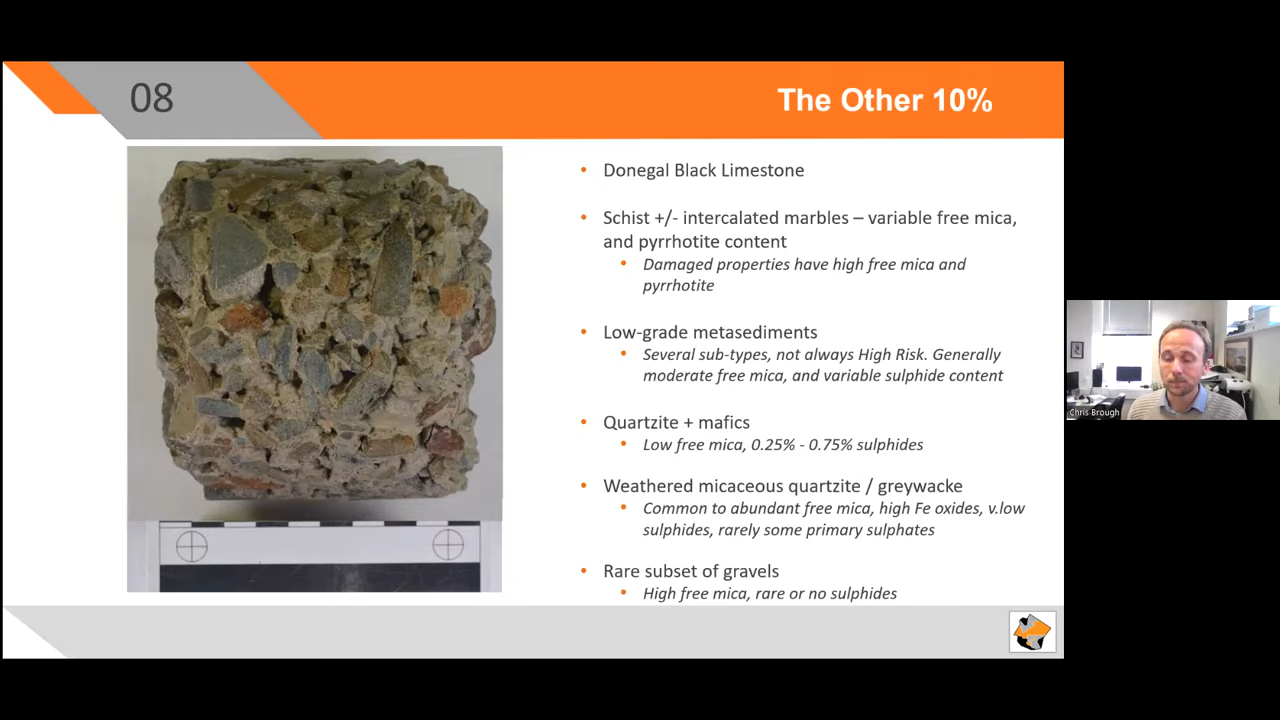 08
The Other 10%
• Donegal Black Limestone
• Schist +/- intercalated marbles – variable free mica,
and pyrrhotite content
• Damaged properties have high free mica and
pyrrhotite
• Low-grade metasediments
• Several sub-types, not always High Risk. Generally
moderate free mica, and variable sulphide content
• Quartzite + mafics
• Low free mica, 0.25% - 0.75% sulphides
• Weathered micaceous quartzite / greywacke
• Common to abundant free mica, high Fe oxides, v.low
sulphides, rarely some primary sulphates
• Rare subset of gravels
• High free mica, rare or no sulphides
Chris Brough